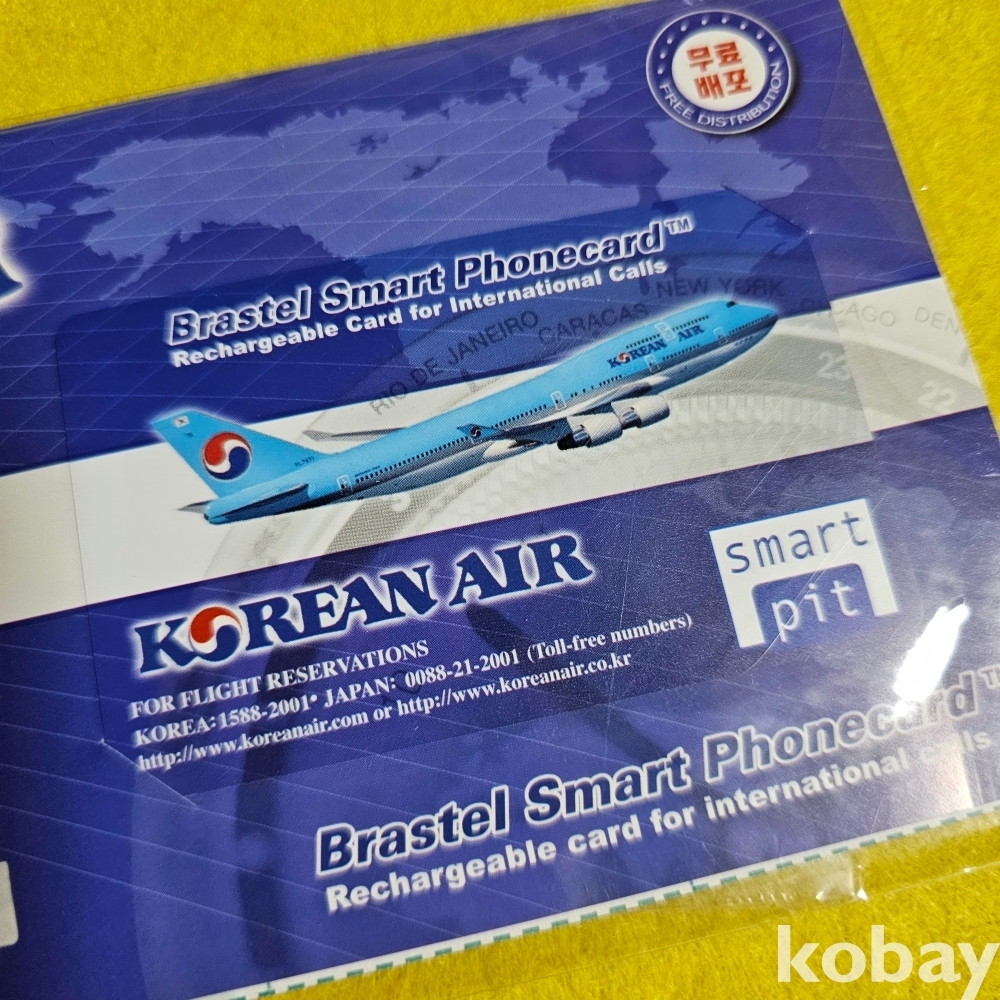 무료
배포
FREE DISTRIBUTION
Brastel Smart Phonecard™
Rechargeable Card for International Calls
RIO DE JANEIRO CARACAS NEW YORK CHICAGO DEN
23
22
KOREAN AIR
KOREAN AIR
smart
pit
FOR FLIGHT RESERVATIONS
KOREA: 1588-2001• JAPAN: 0088-21-2001 (Toll-free numbers)
http://www.koreanair.com or http://www.koreanair.co.kr
Brastel Smart Phonecard™
Rechargeable card for international calls
kobay